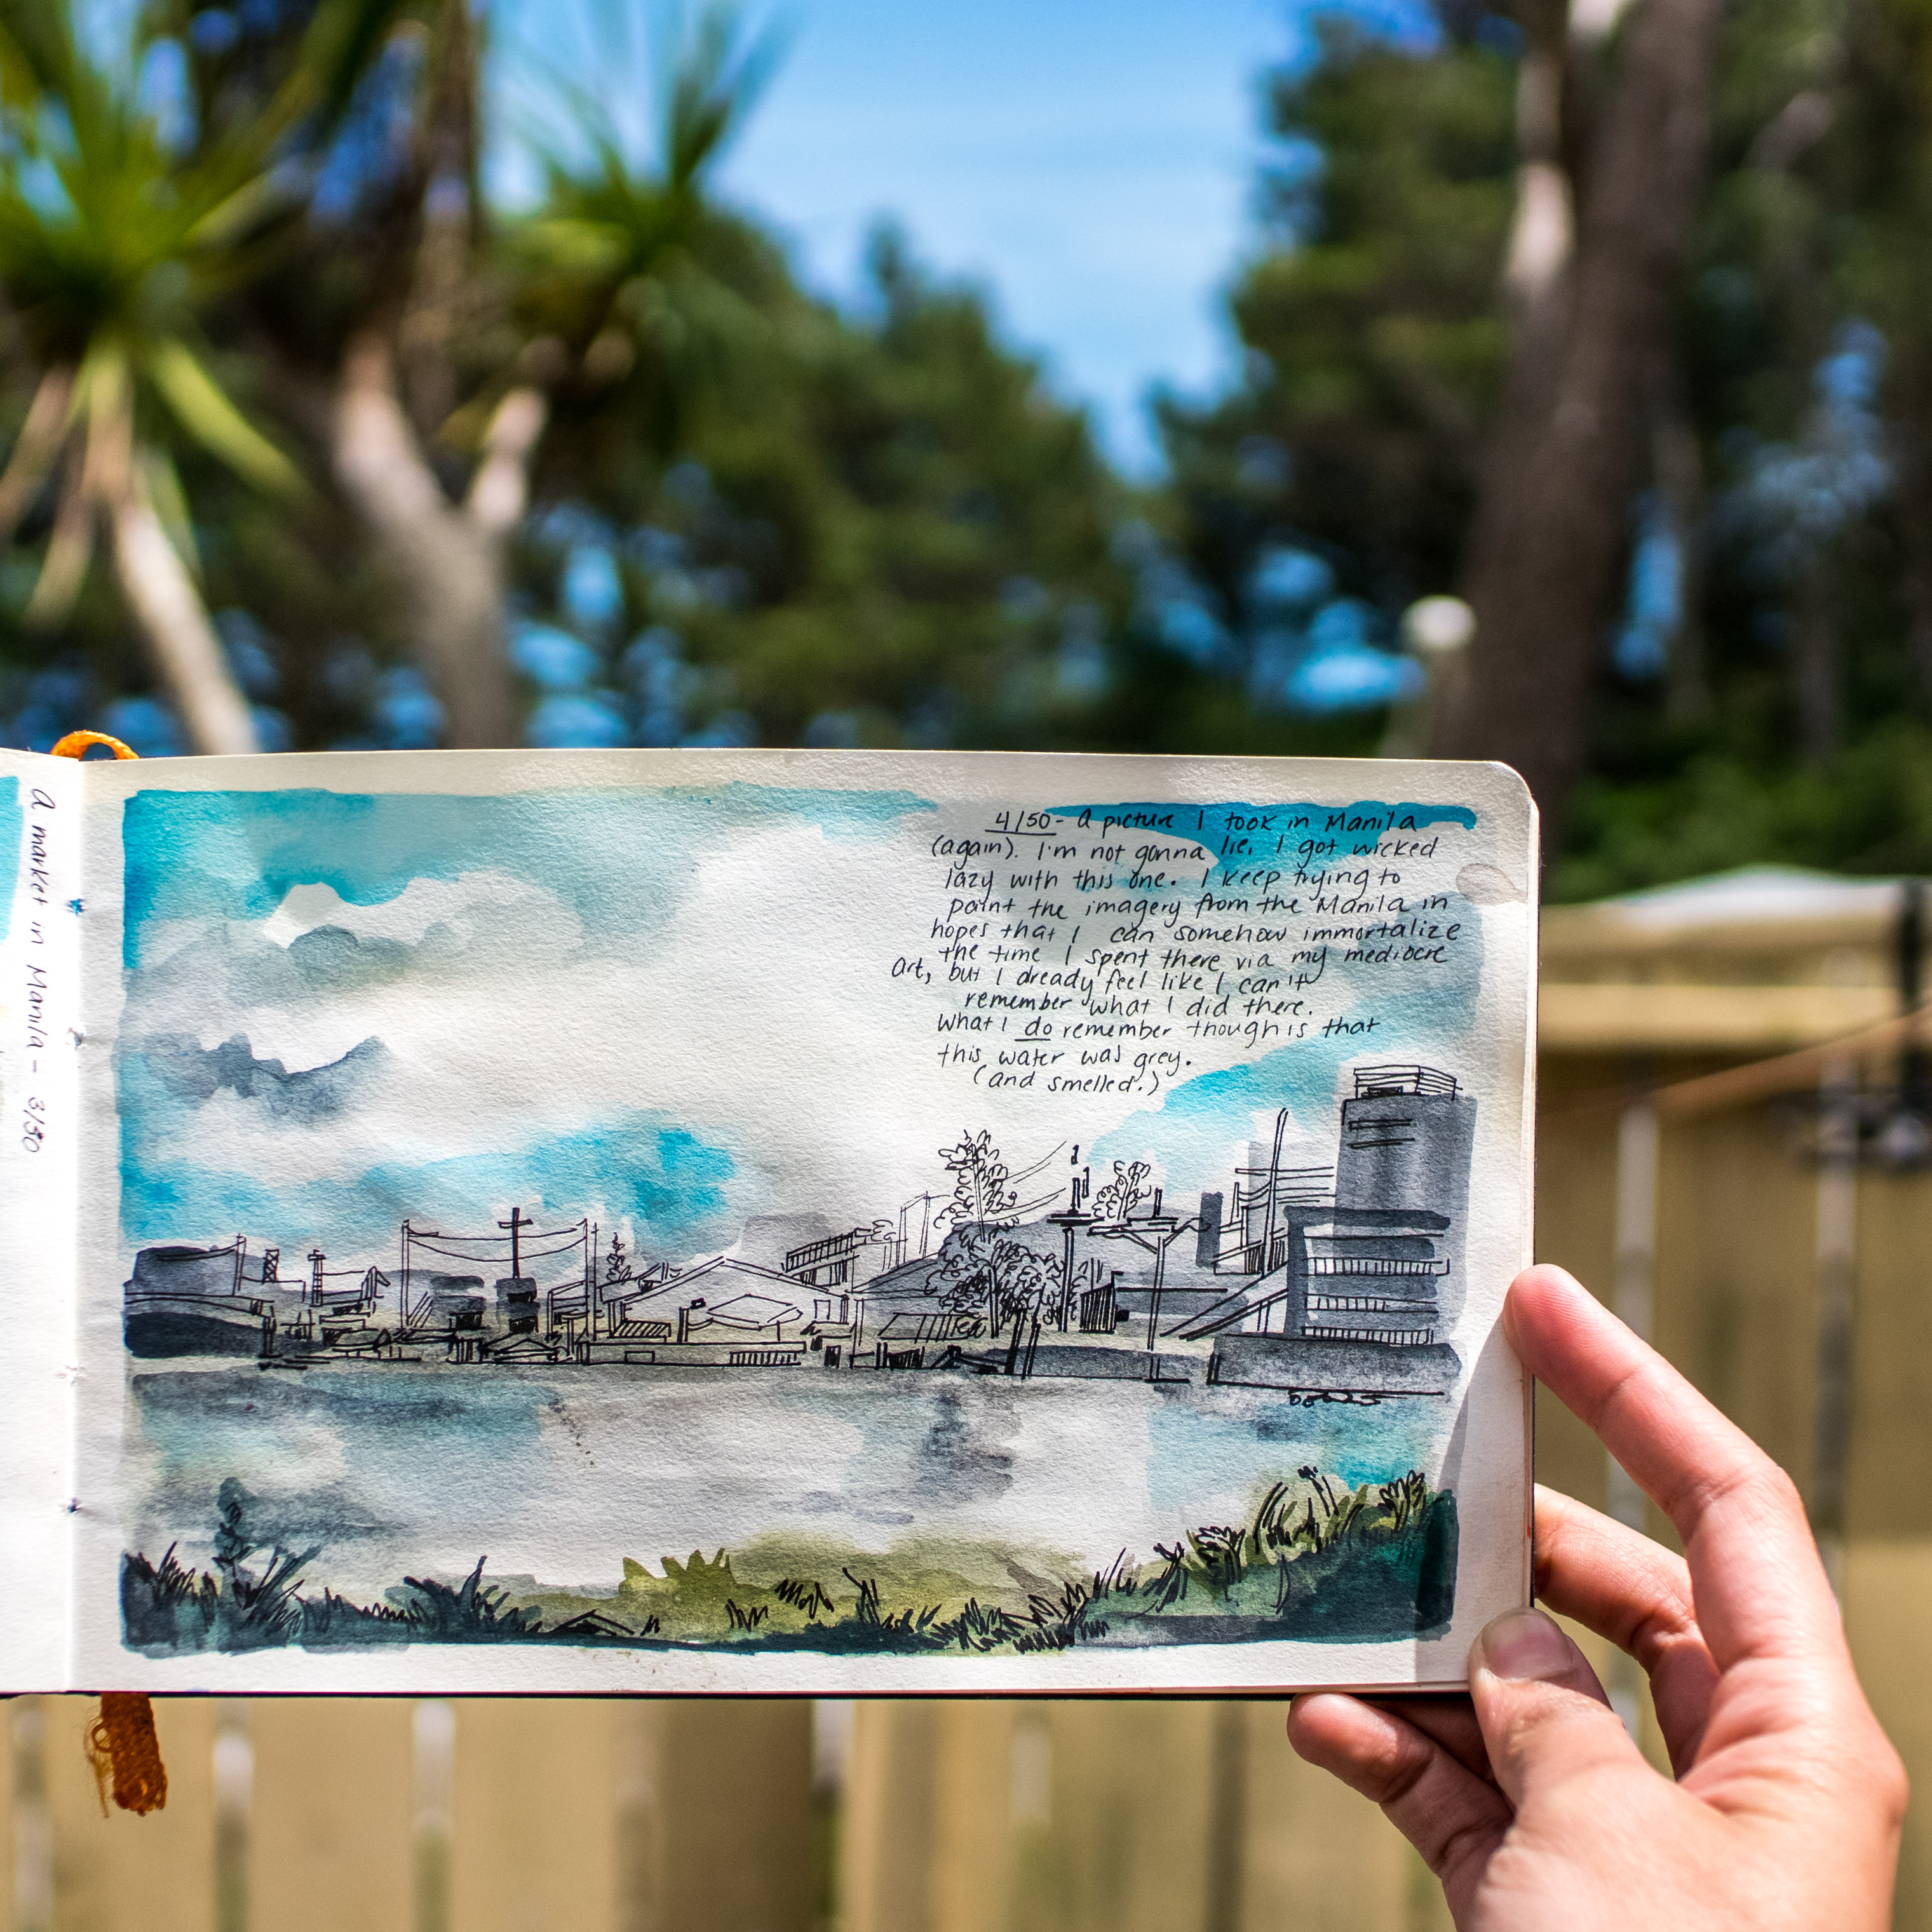 a market in Manila - 3/50
4/50 - a picture I took in Manila
(again). I'm not gonna lie, I got wicked
lazy with this one. I keep trying to
paint the imagery from the Manila in
hopes that I can somehow immortalize
the time I spent there via my mediocre
art, but I already feel like I can't
remember what I did there.
What I do remember though is that
this water was grey.
(and smelled.)